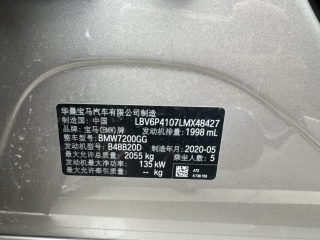 华晨宝马汽车有限公司制造
制造国：中国 LBV6P4107LMX48427
品牌：宝马(BMW)牌 发动机排量：1998 mL
整车型号：BMW7200GG
发动机型号：B48B20D 制造年月：2020-05
最大允许总质量：2055 kg 乘坐人数：5
发动机最大净功率：135 kW
最大允许牵引质量：-- kg